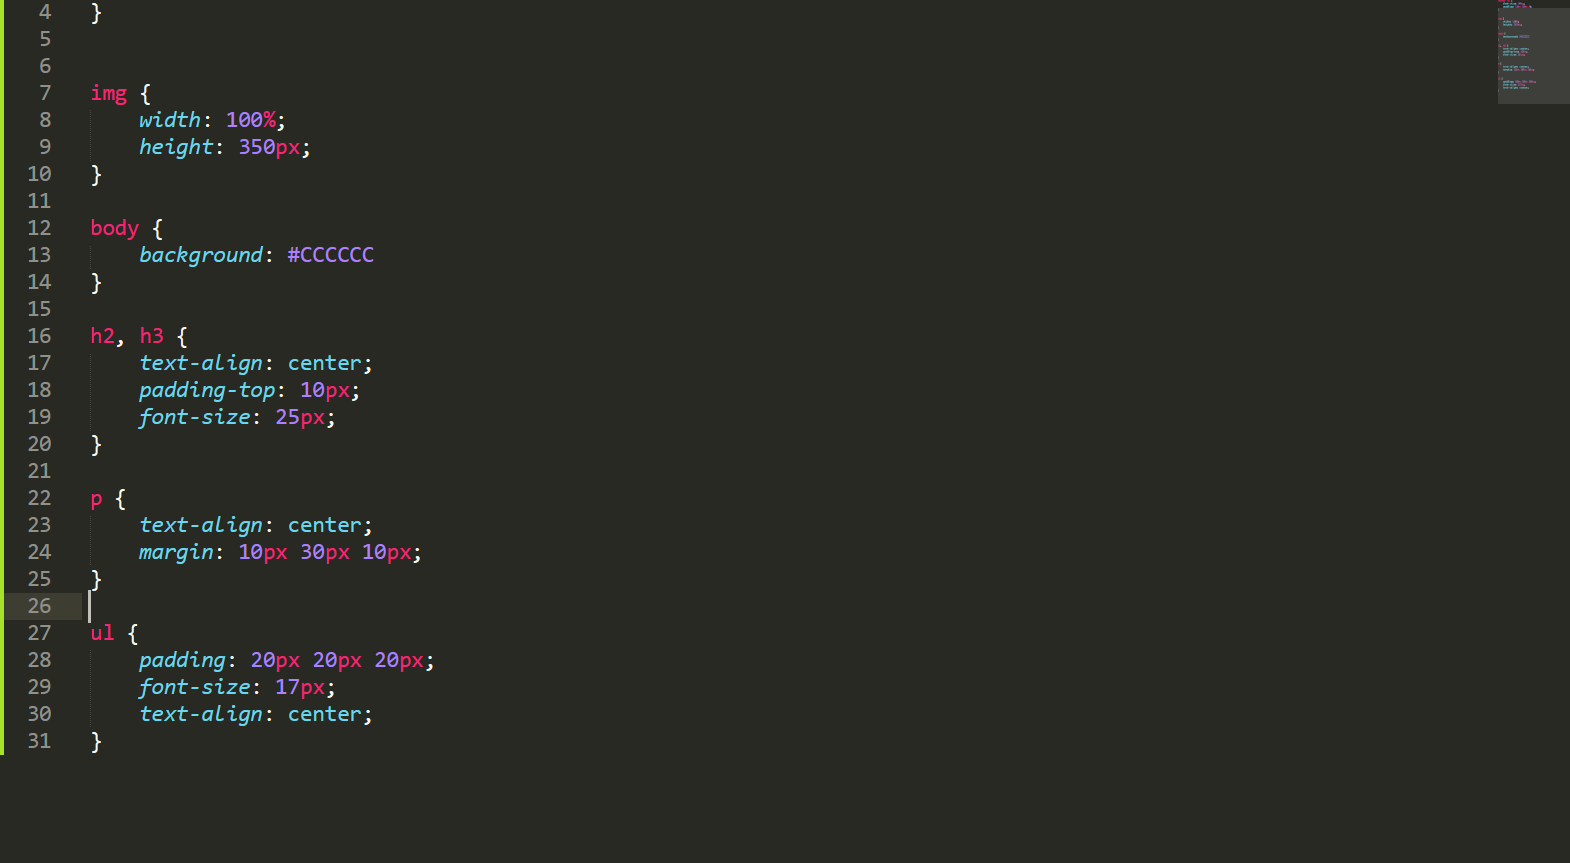 4 }
5
6
7 img {
8 width: 100%;
9 height: 350px;
10 }
11
12 body {
13 background: #CCCCCC
14 }
15
16 h2, h3 {
17 text-align: center;
18 padding-top: 10px;
19 font-size: 25px;
20 }
21
22 p {
23 text-align: center;
24 margin: 10px 30px 10px;
25 }
26
27 ul {
28 padding: 20px 20px 20px;
29 font-size: 17px;
30 text-align: center;
31 }